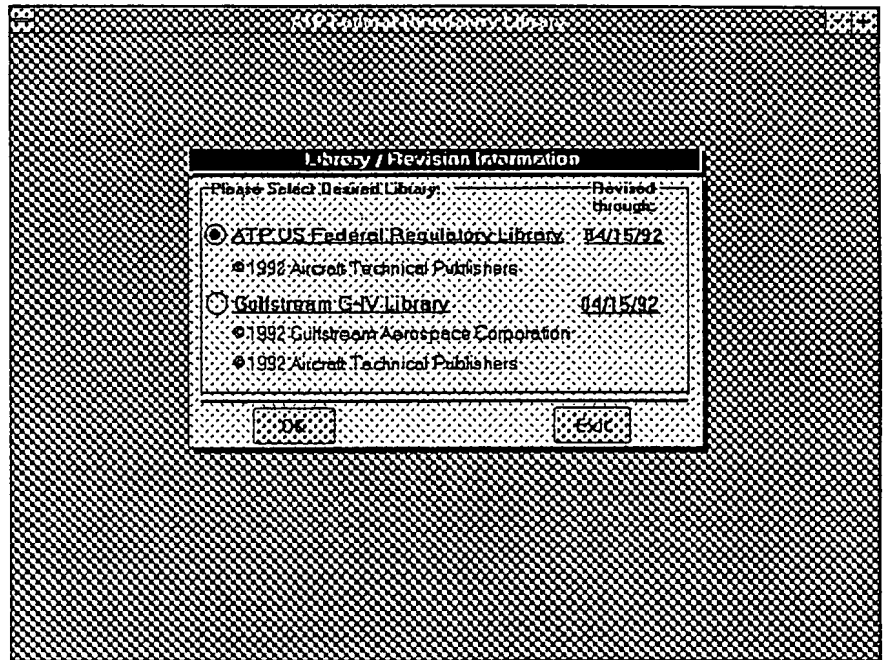 ATP Federal Regulatory Library
Library / Revision Information
Please Select Desired Library: Revised
through:
ATP US Federal Regulatory Library 04/15/92
©1992 Aircraft Technical Publishers
Gulfstream G-IV Library 04/15/92
©1992 Gulfstream Aerospace Corporation
©1992 Aircraft Technical Publishers
OK Exit